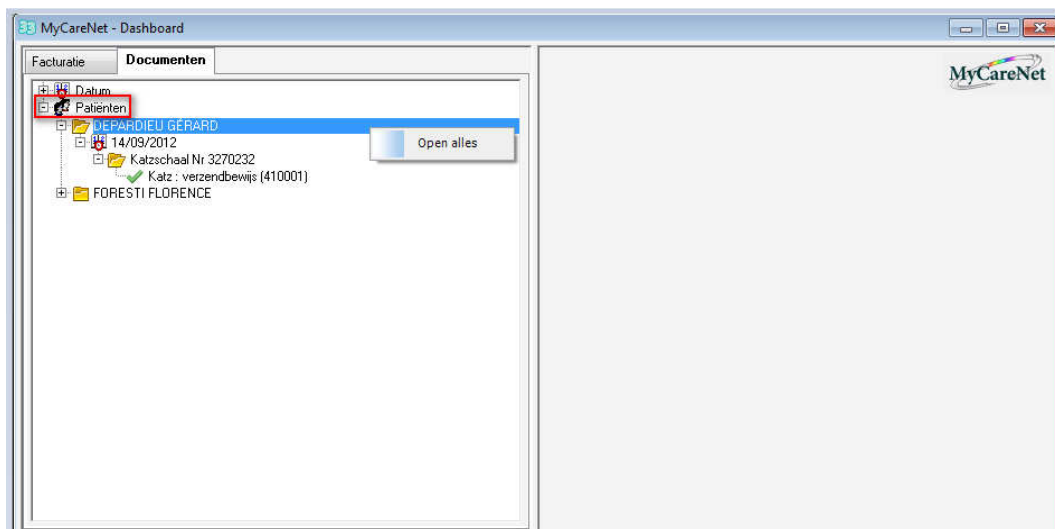 MyCareNet - Dashboard
Facturatie Documenten
MyCareNet
Datum
Patiënten
DEPARDIEU GÉRARD
14/09/2012
Open alles
Katzschaal Nr 3270232
Katz : verzendbewijs (410001)
FORESTI FLORENCE